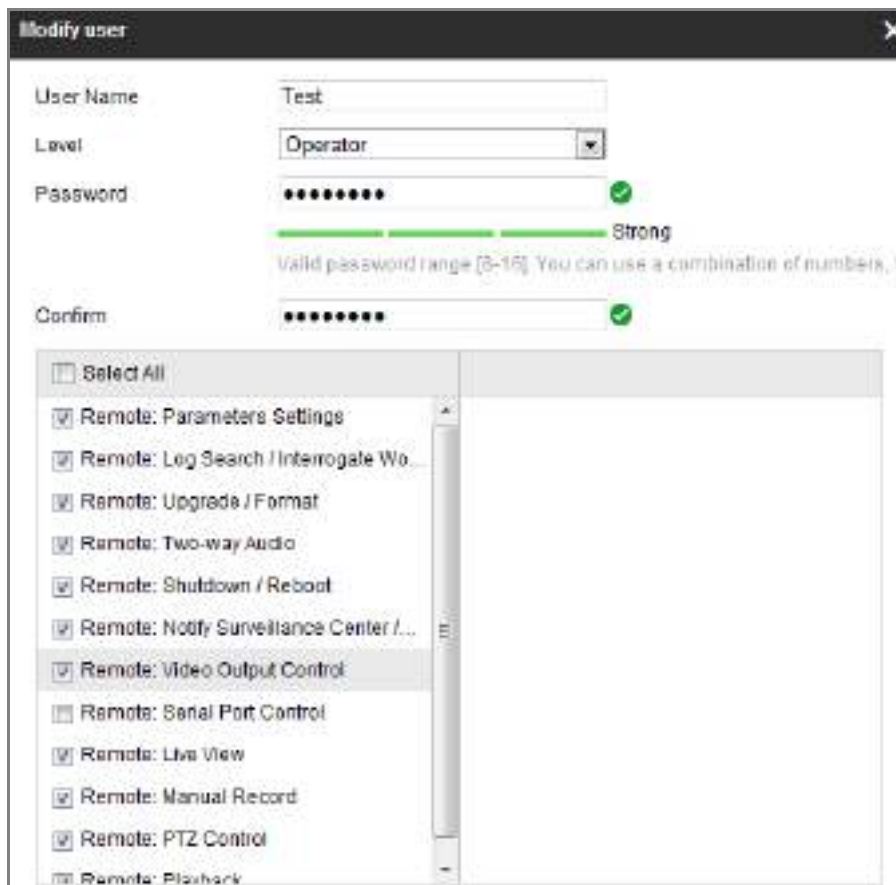 Modify user
User Name Test
Level Operator
Password ••••••••
Strong
Valid password range [8-16]. You can use a combination of numbers,
Confirm ••••••••
Select All
Remote: Parameters Settings
Remote: Log Search / Interrogate Wo...
Remote: Upgrade / Format
Remote: Two-way Audio
Remote: Shutdown / Reboot
Remote: Notify Surveillance Center /...
Remote: Video Output Control
Remote: Serial Port Control
Remote: Live View
Remote: Manual Record
Remote: PTZ Control
Remote: Playback